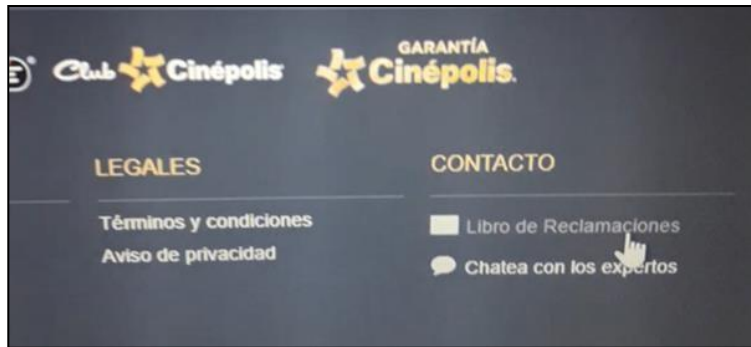 Club Cinépolis
GARANTÍA
Cinépolis.
LEGALES
CONTACTO
Términos y condiciones
Aviso de privacidad
Libro de Reclamaciones
Chatea con los expertos